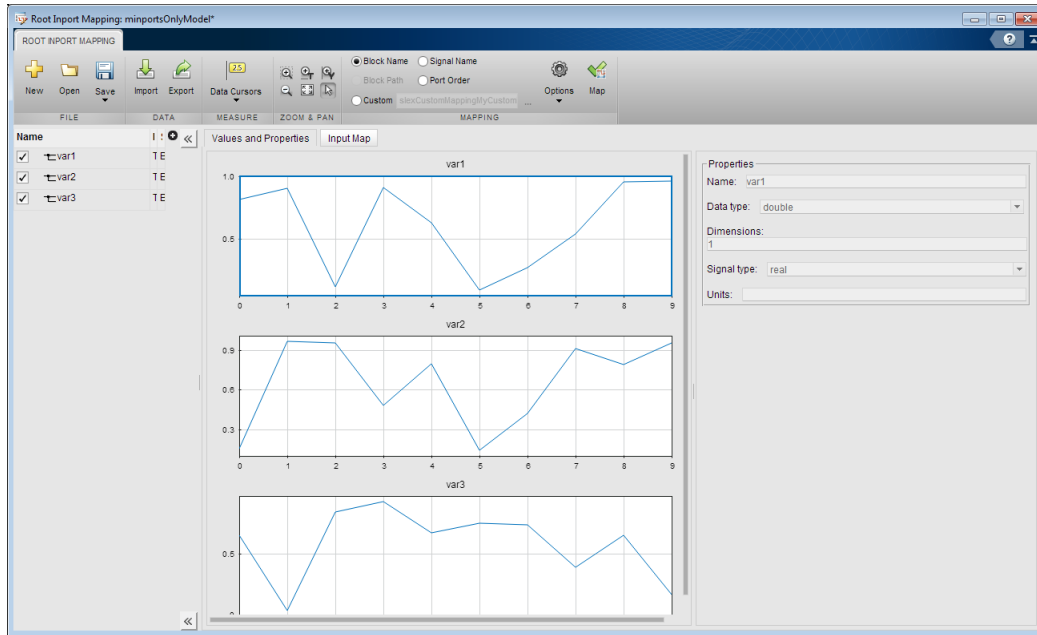 Root Inport Mapping: minportsOnlyModel*
ROOT INPORT MAPPING
?
New Open Save Import Export 2.5 Data Cursors
Block Name Signal Name
Block Path Port Order
Custom slexCustomMappingMyCustom ...
Options Map
FILE DATA MEASURE ZOOM & PAN MAPPING
Name
var1 T E
var2 T E
var3 T E
Values and Properties Input Map
var1
1.0
0.5
0 1 2 3 4 5 6 7 8 9
var2
0.9
0.6
0.3
0 1 2 3 4 5 6 7 8 9
var3
0.5
0
Properties
Name: var1
Data type: double
Dimensions:
1
Signal type: real
Units: